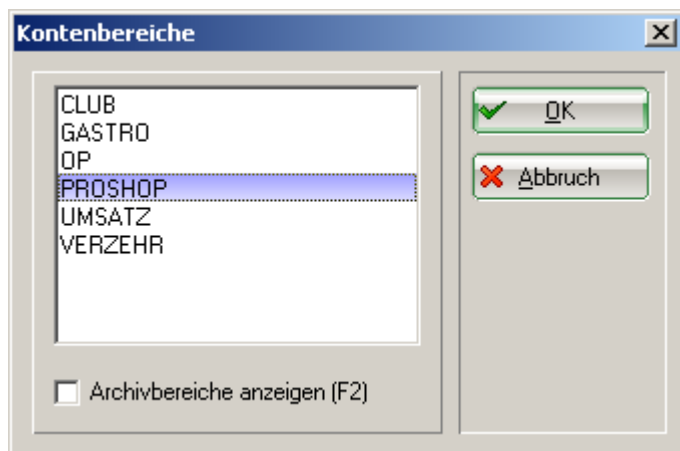 Kontenbereiche
CLUB
GASTRO
OP
PROSHOP
UMSATZ
VERZEHR
Archivbereiche anzeigen (F2)
OK
Abbruch